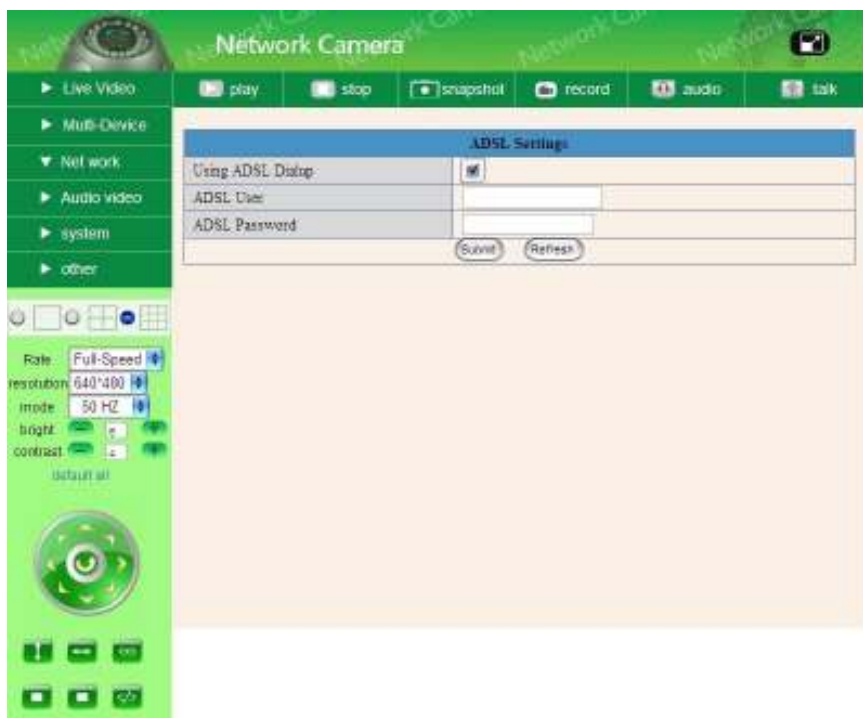 Network Camera
Live Video
play
stop
snapshot
record
audio
talk
Multi-Device
Net work
Audio video
system
other
ADSL Settings
Using ADSL Dialup
ADSL User
ADSL Password
Submit
Refresh
Rate
Full-Speed
resolution
640*480
mode
50 HZ
bright
contrast
default all